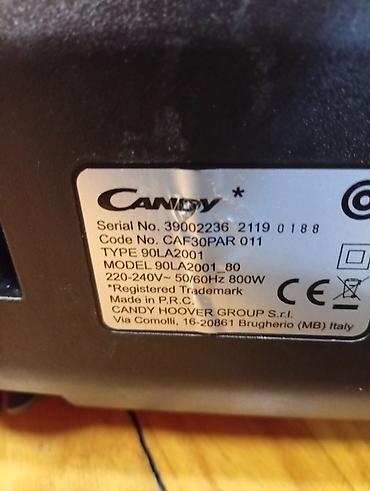 CANDY *
Serial No. 39002236 2119 0188
Code No. CAF30PAR 011
TYPE 90LA2001
MODEL 90LA2001_80
220-240V~ 50/60Hz 800W
*Registered Trademark
Made in P.R.C.
CE
CANDY HOOVER GROUP S.r.l.
Via Comolli, 16-20861 Brugherio (MB) Italy